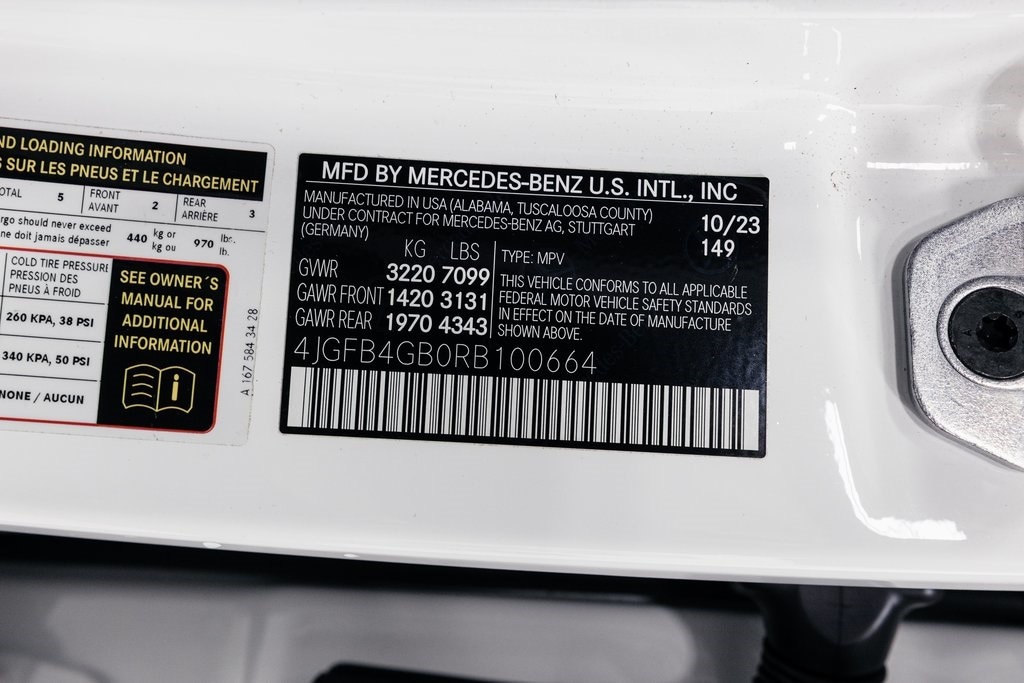 ND LOADING INFORMATION
S SUR LES PNEUS ET LE CHARGEMENT
OTAL 5 FRONT AVANT 2 REAR ARRIÈRE 3
rgo should never exceed
ne doit jamais dépasser 440 kg or kg ou 970 lbs. lb.
COLD TIRE PRESSURE
PRESSION DES
PNEUS À FROID
260 KPA, 38 PSI
340 KPA, 50 PSI
NONE / AUCUN
SEE OWNER´S
MANUAL FOR
ADDITIONAL
INFORMATION
A 167 584 34 28
MFD BY MERCEDES-BENZ U.S. INTL., INC
MANUFACTURED IN USA (ALABAMA, TUSCALOOSA COUNTY)
UNDER CONTRACT FOR MERCEDES-BENZ AG, STUTTGART
(GERMANY)
10/23
149
KG LBS
GVWR 3220 7099
GAWR FRONT 1420 3131
GAWR REAR 1970 4343
TYPE: MPV
THIS VEHICLE CONFORMS TO ALL APPLICABLE
FEDERAL MOTOR VEHICLE SAFETY STANDARDS
IN EFFECT ON THE DATE OF MANUFACTURE
SHOWN ABOVE.
4JGFB4GB0RB100664